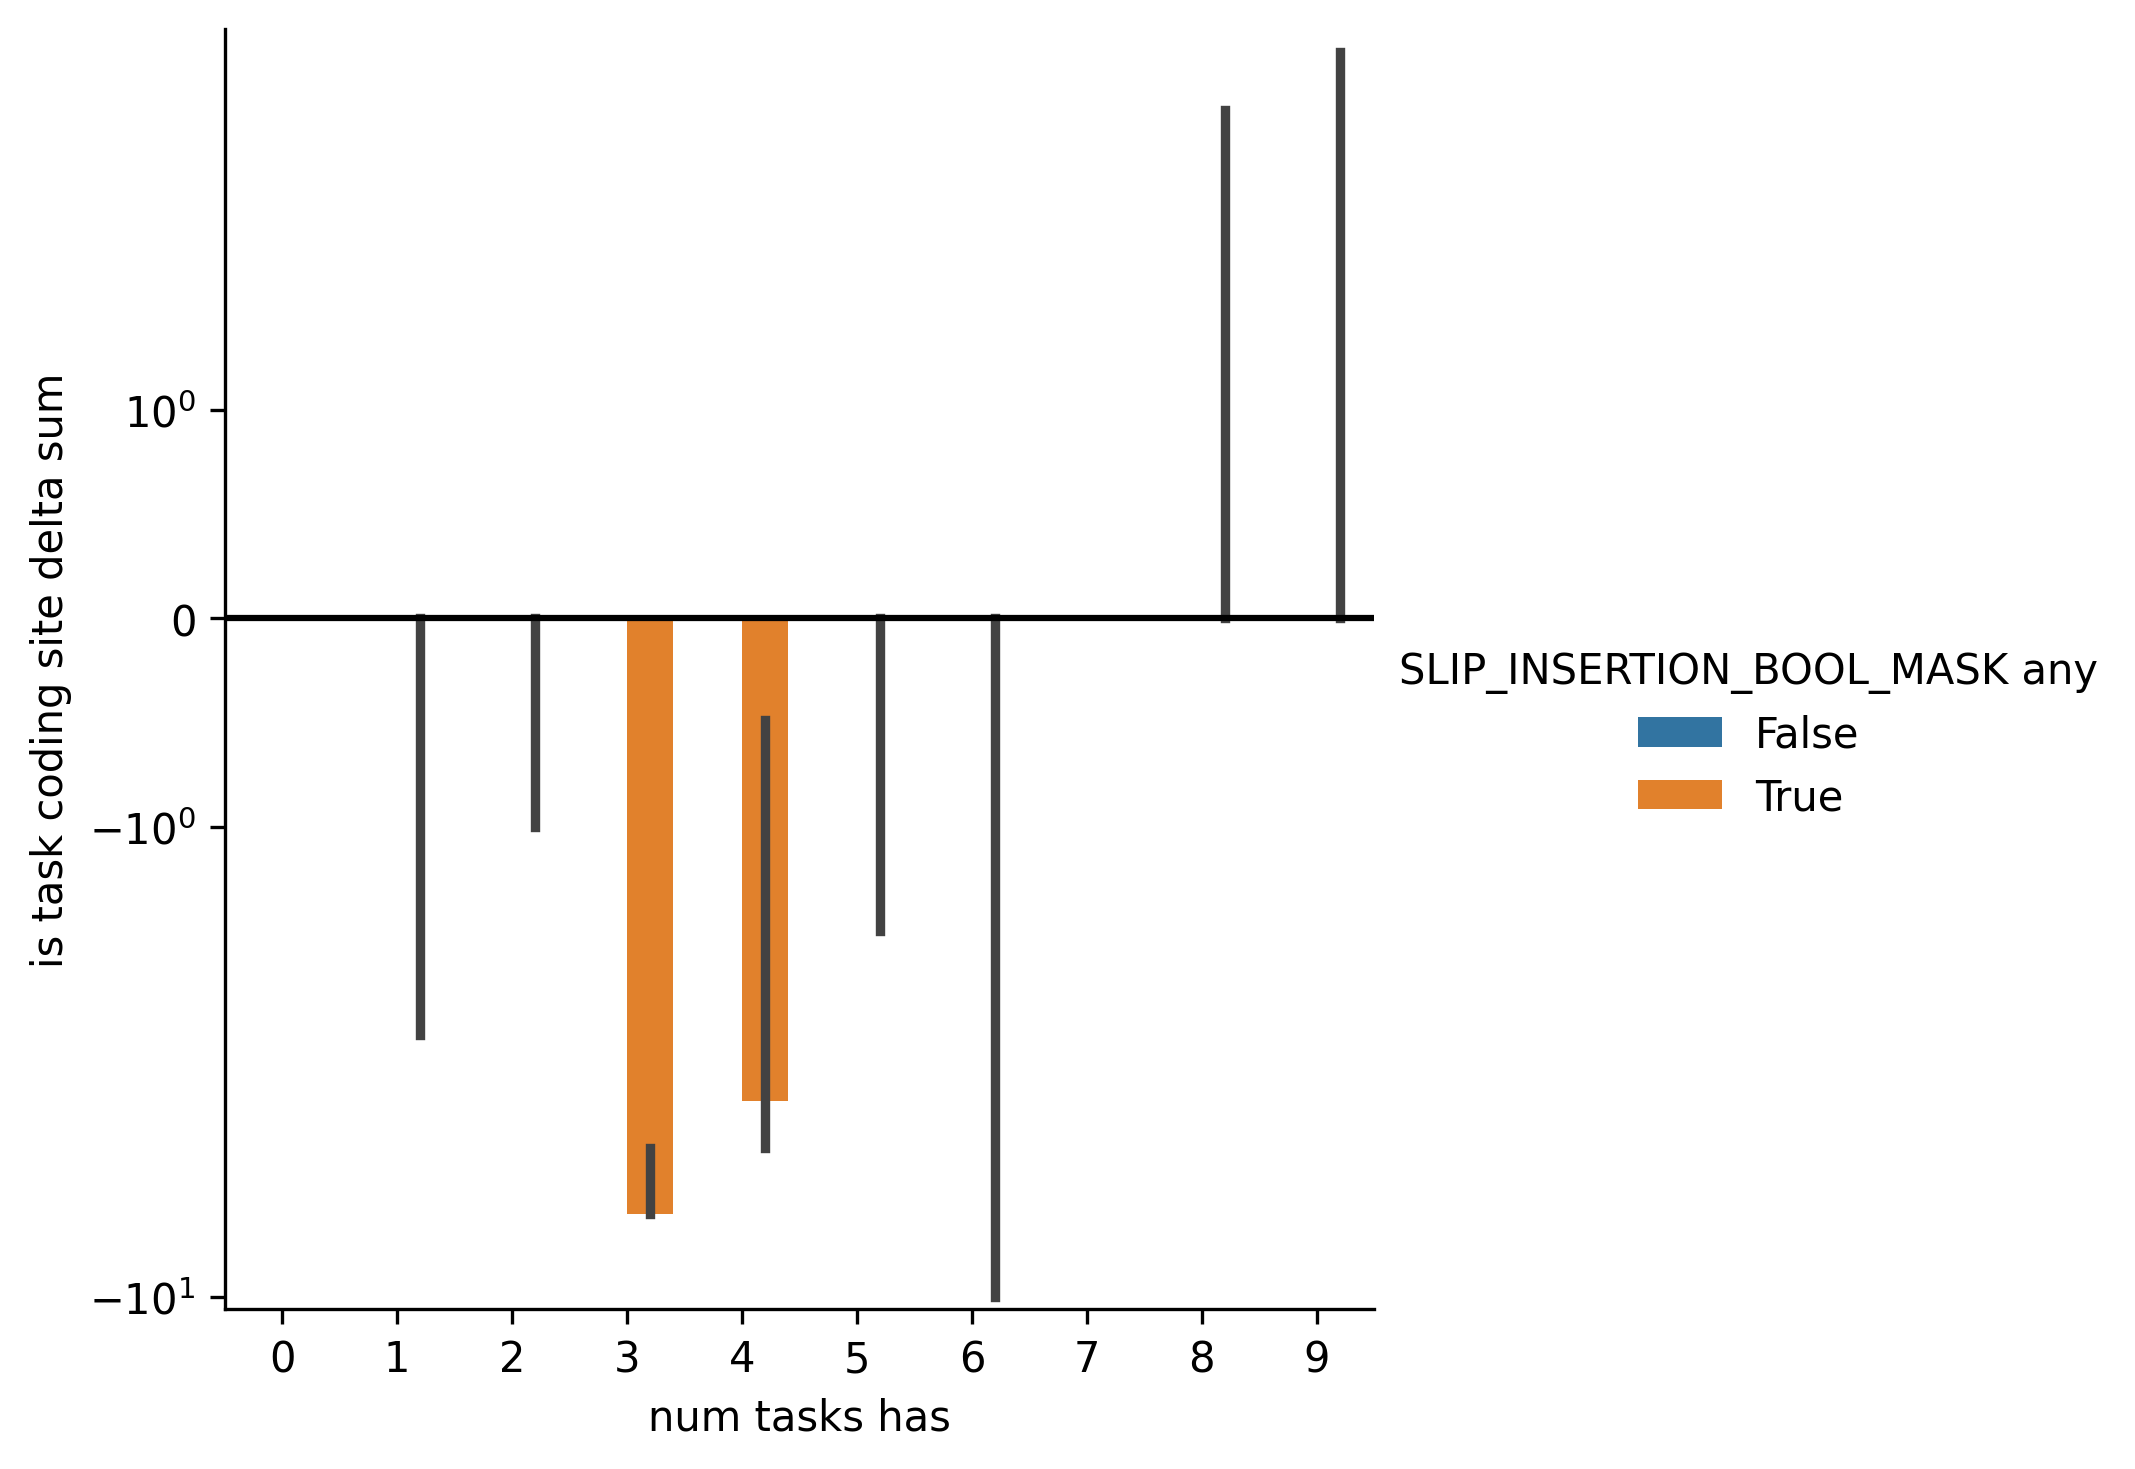 is task coding site delta sum
10⁰
0
−10⁰
−10¹
0 1 2 3 4 5 6 7 8 9
num tasks has
SLIP_INSERTION_BOOL_MASK any
False
True